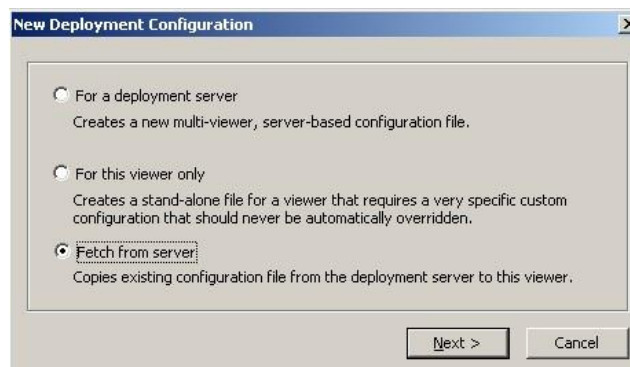 New Deployment Configuration
For a deployment server
Creates a new multi-viewer, server-based configuration file.
For this viewer only
Creates a stand-alone file for a viewer that requires a very specific custom
configuration that should never be automatically overridden.
Fetch from server
Copies existing configuration file from the deployment server to this viewer.
Next >
Cancel